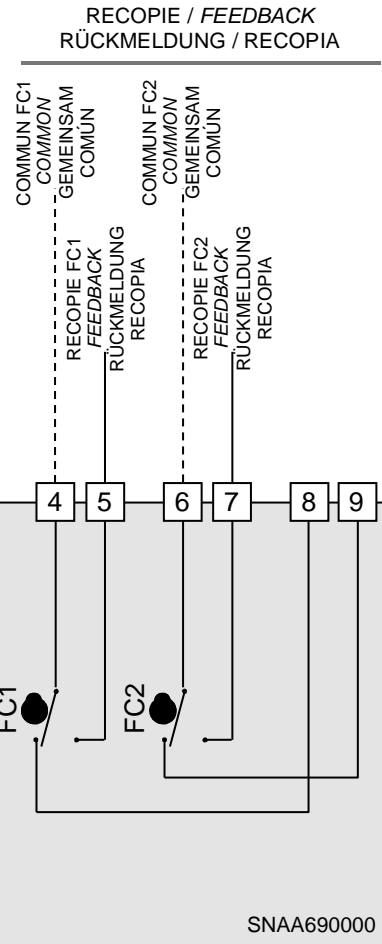 RECOPIE / FEEDBACK
RÜCKMELDUNG / RECOPIA
COMMUN FC1
COMMON
GEMEINSAM
COMÚN
COMMUN FC2
COMMON
GEMEINSAM
COMÚN
RECOPIE FC1
FEEDBACK
RÜCKMELDUNG
RECOPIA
RECOPIE FC2
FEEDBACK
RÜCKMELDUNG
RECOPIA
4
5
6
7
8
9
FC1
FC2
SNAA690000